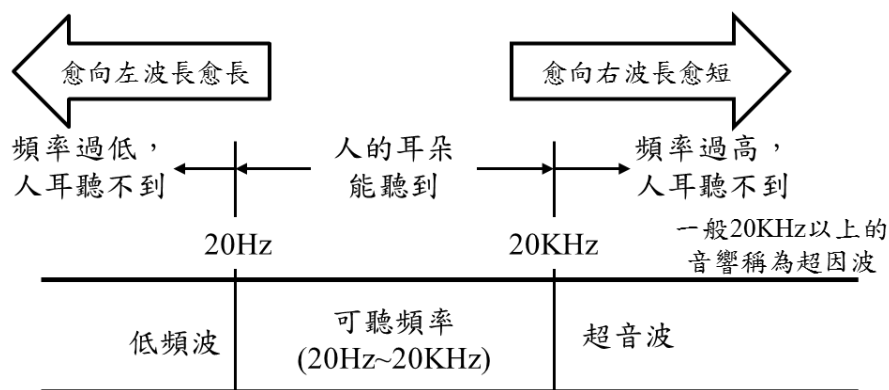 愈向左波長愈長
愈向右波長愈短
頻率過低，
人耳聽不到
人的耳朵
能聽到
頻率過高，
人耳聽不到
20Hz
20KHz
一般20KHz以上的
音響稱為超因波
低頻波
可聽頻率
(20Hz~20KHz)
超音波